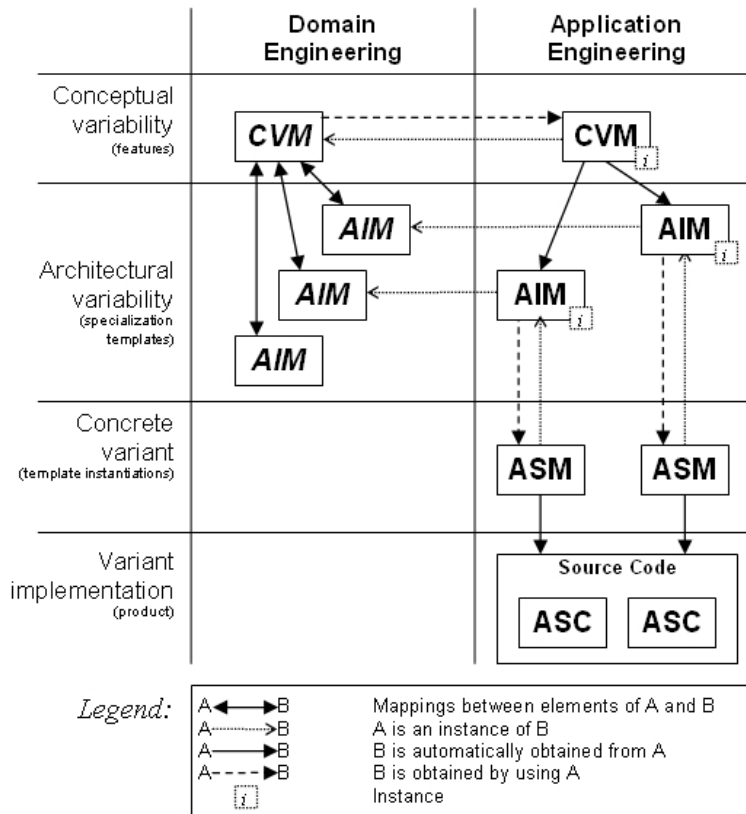 Domain Engineering
Application Engineering
Conceptual variability
(features)
CVM
CVM
i
AIM
AIM
i
Architectural variability
(specialization templates)
AIM
AIM
i
AIM
Concrete variant
(template instantiations)
ASM
ASM
Variant implementation
(product)
Source Code
ASC
ASC
Legend:
A B Mappings between elements of A and B
A B A is an instance of B
A B B is automatically obtained from A
A B B is obtained by using A
i Instance